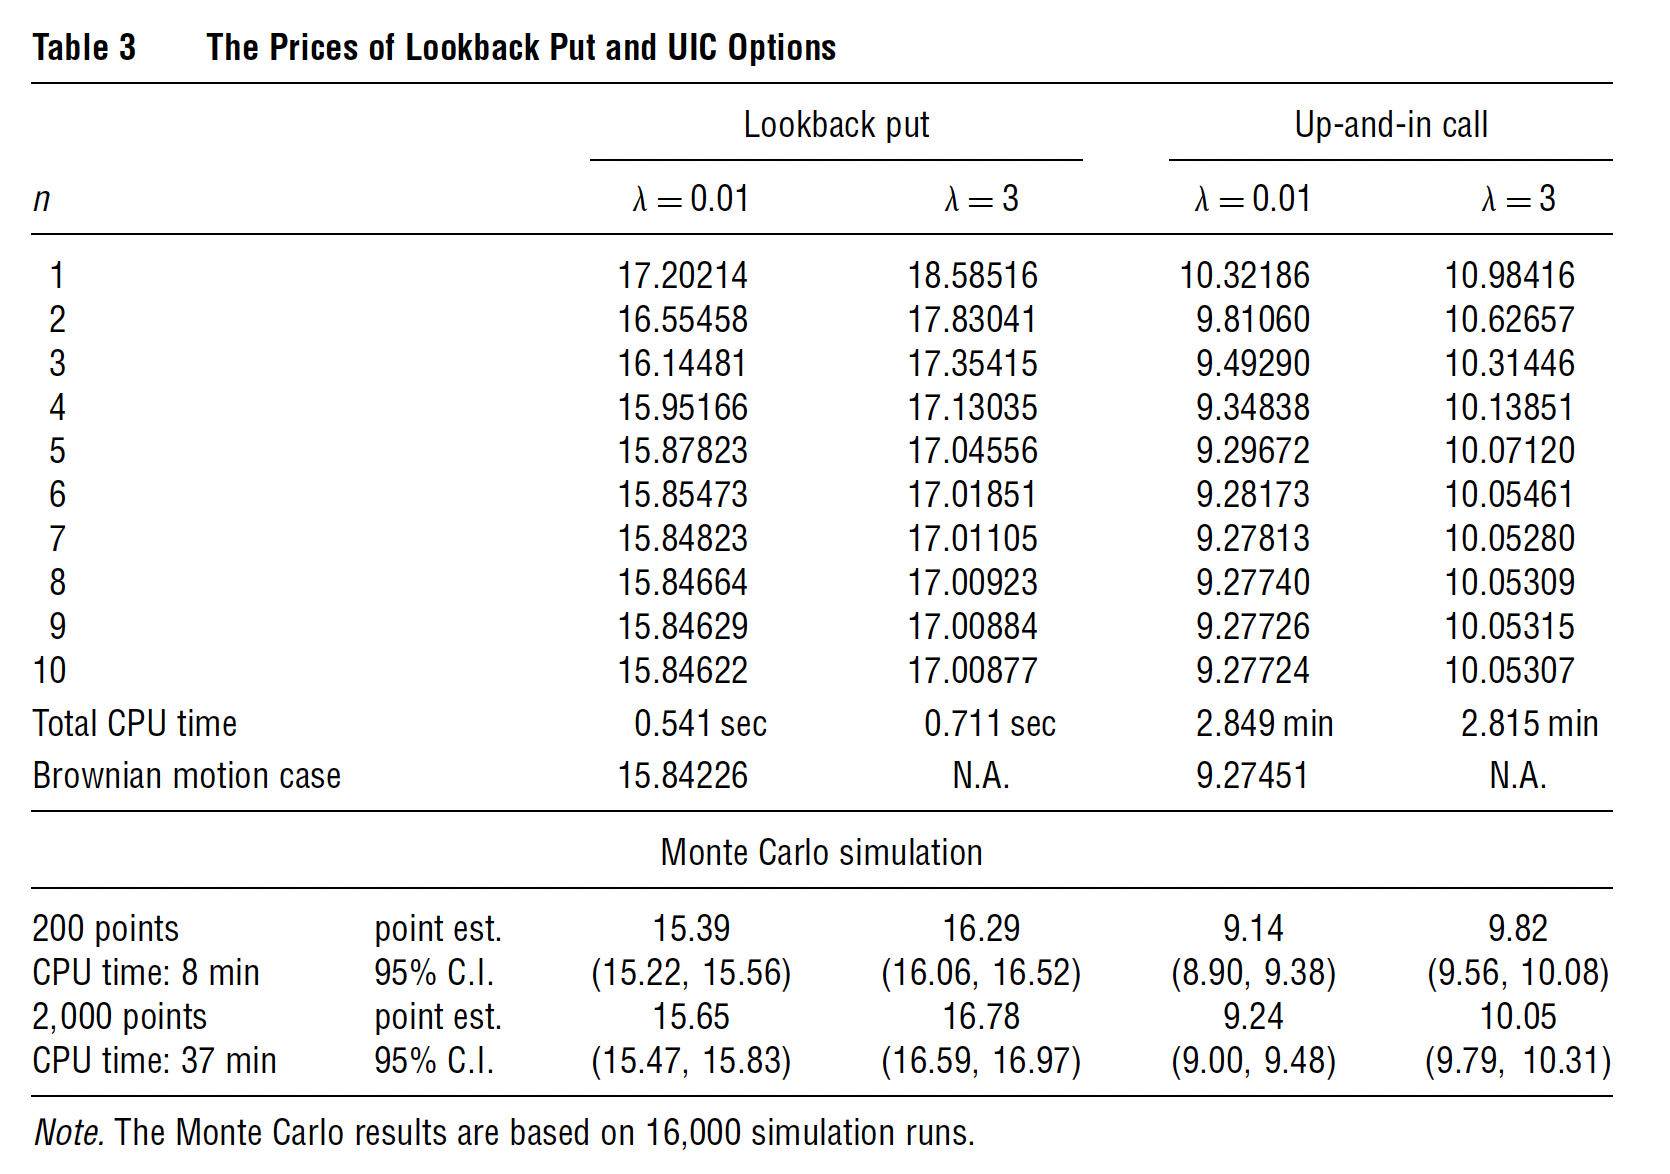 Table 3 The Prices of Lookback Put and UIC Options
Lookback put Up-and-in call
n λ = 0.01 λ = 3 λ = 0.01 λ = 3
1 17.20214 18.58516 10.32186 10.98416
2 16.55458 17.83041 9.81060 10.62657
3 16.14481 17.35415 9.49290 10.31446
4 15.95166 17.13035 9.34838 10.13851
5 15.87823 17.04556 9.29672 10.07120
6 15.85473 17.01851 9.28173 10.05461
7 15.84823 17.01105 9.27813 10.05280
8 15.84664 17.00923 9.27740 10.05309
9 15.84629 17.00884 9.27726 10.05315
10 15.84622 17.00877 9.27724 10.05307
Total CPU time 0.541 sec 0.711 sec 2.849 min 2.815 min
Brownian motion case 15.84226 N.A. 9.27451 N.A.
Monte Carlo simulation
200 points point est. 15.39 16.29 9.14 9.82
CPU time: 8 min 95% C.I. (15.22, 15.56) (16.06, 16.52) (8.90, 9.38) (9.56, 10.08)
2,000 points point est. 15.65 16.78 9.24 10.05
CPU time: 37 min 95% C.I. (15.47, 15.83) (16.59, 16.97) (9.00, 9.48) (9.79, 10.31)
Note. The Monte Carlo results are based on 16,000 simulation runs.